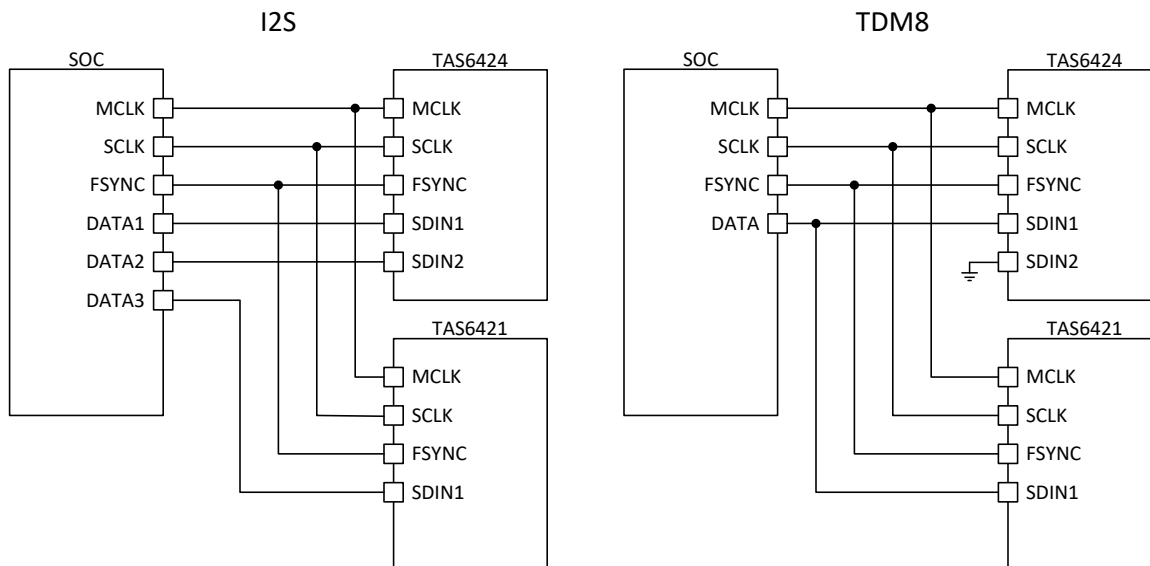 I2S
SOC
MCLK
SCLK
FSYNC
DATA1
DATA2
DATA3
TAS6424
MCLK
SCLK
FSYNC
SDIN1
SDIN2
TAS6421
MCLK
SCLK
FSYNC
SDIN1
TDM8
SOC
MCLK
SCLK
FSYNC
DATA
TAS6424
MCLK
SCLK
FSYNC
SDIN1
SDIN2
TAS6421
MCLK
SCLK
FSYNC
SDIN1